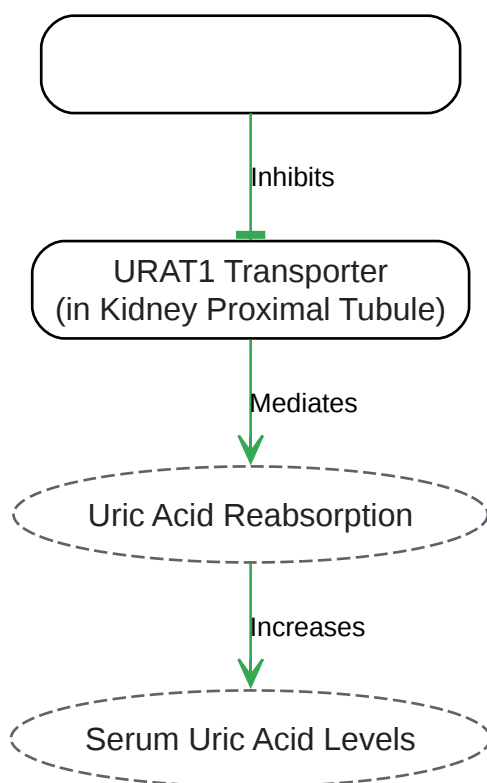 Inhibits
URAT1 Transporter
(in Kidney Proximal Tubule)
Mediates
Uric Acid Reabsorption
Increases
Serum Uric Acid Levels